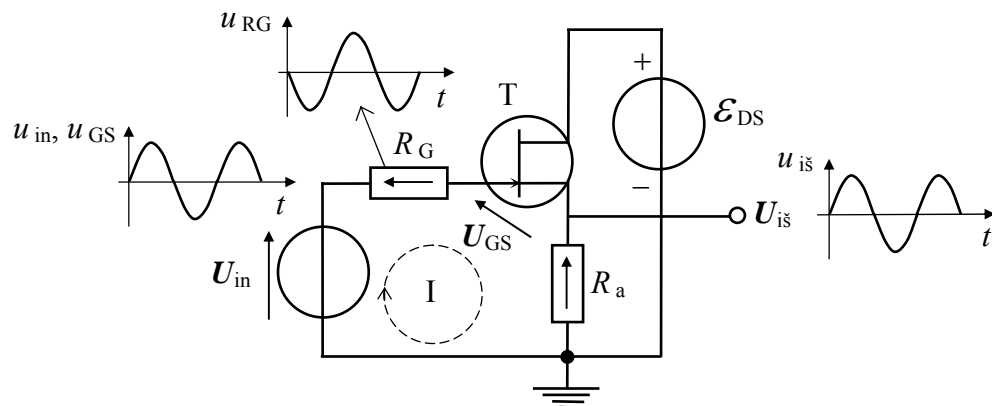 u RG
t
T
+
ℰ DS
−
u in, u GS
t
R G
U GS
u iš
t
U iš
U in
I
R a